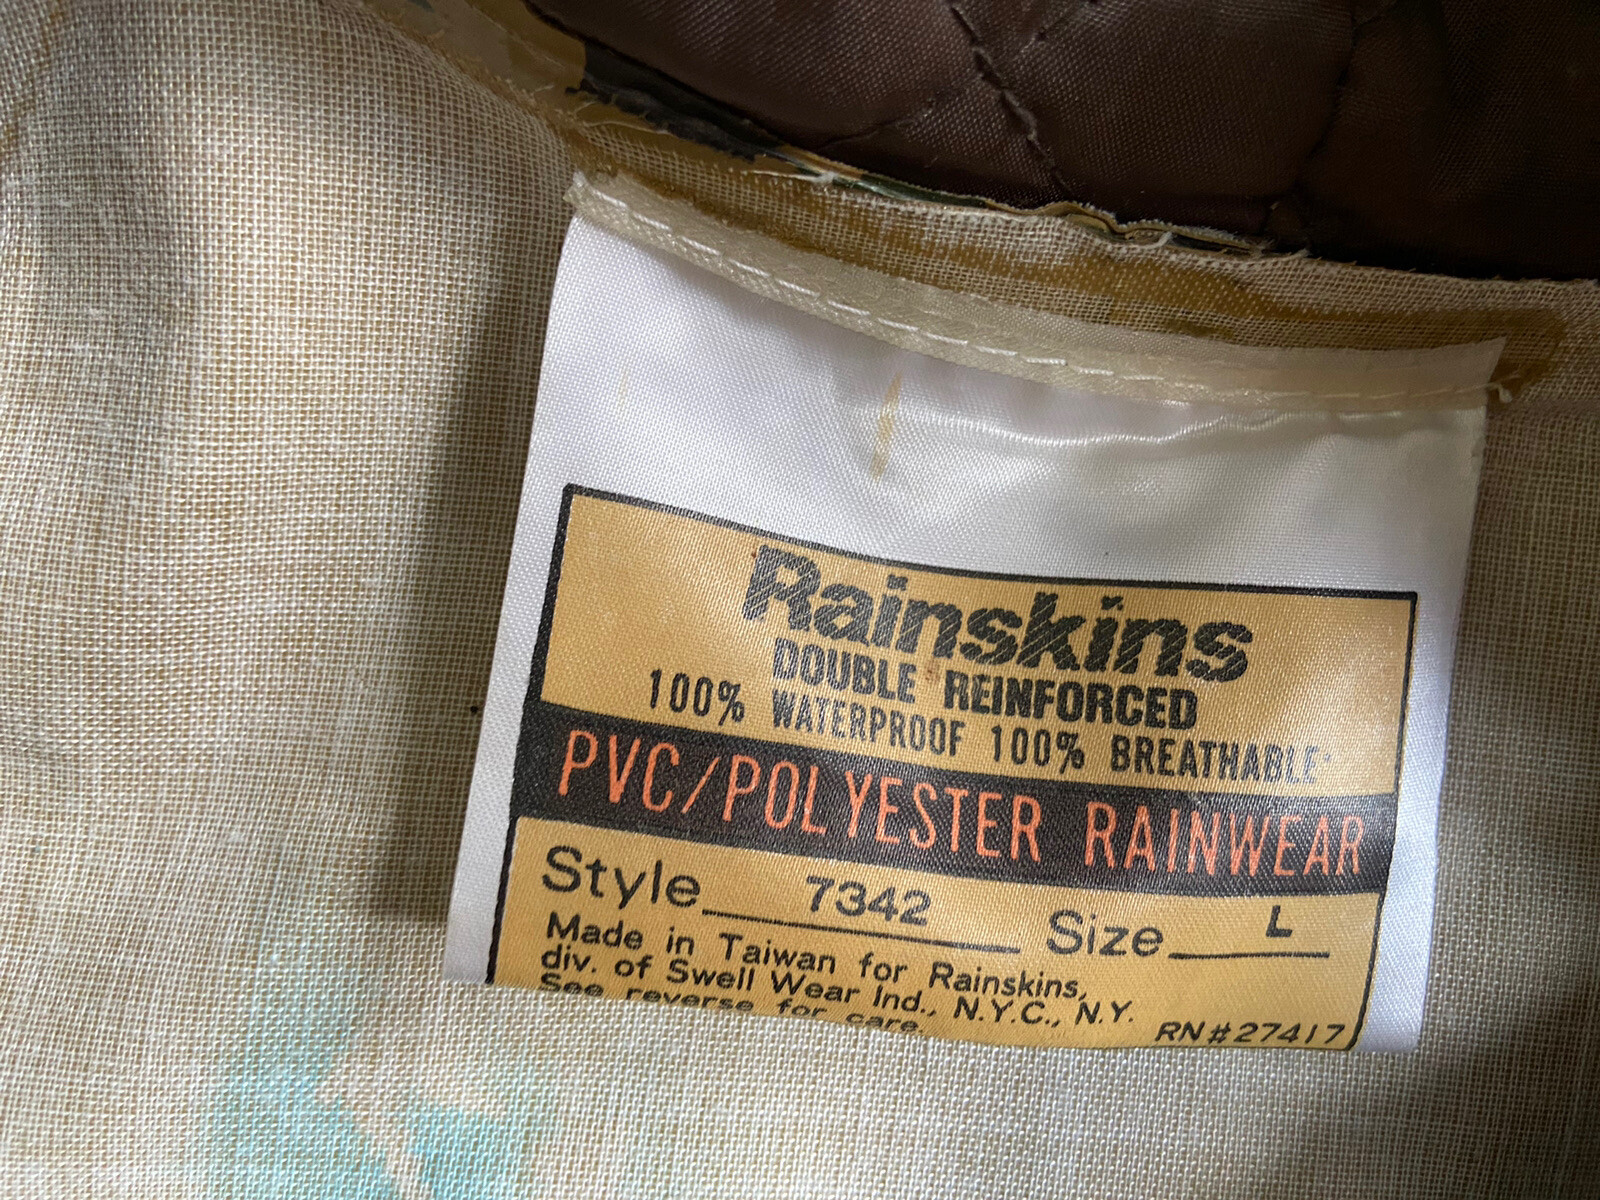 Rainskins
DOUBLE REINFORCED
100% WATERPROOF 100% BREATHABLE*
PVC/POLYESTER RAINWEAR
Style 7342 Size L
Made in Taiwan for Rainskins,
div. of Swell Wear Ind., N.Y.C., N.Y.
See reverse for care.
RN#27417